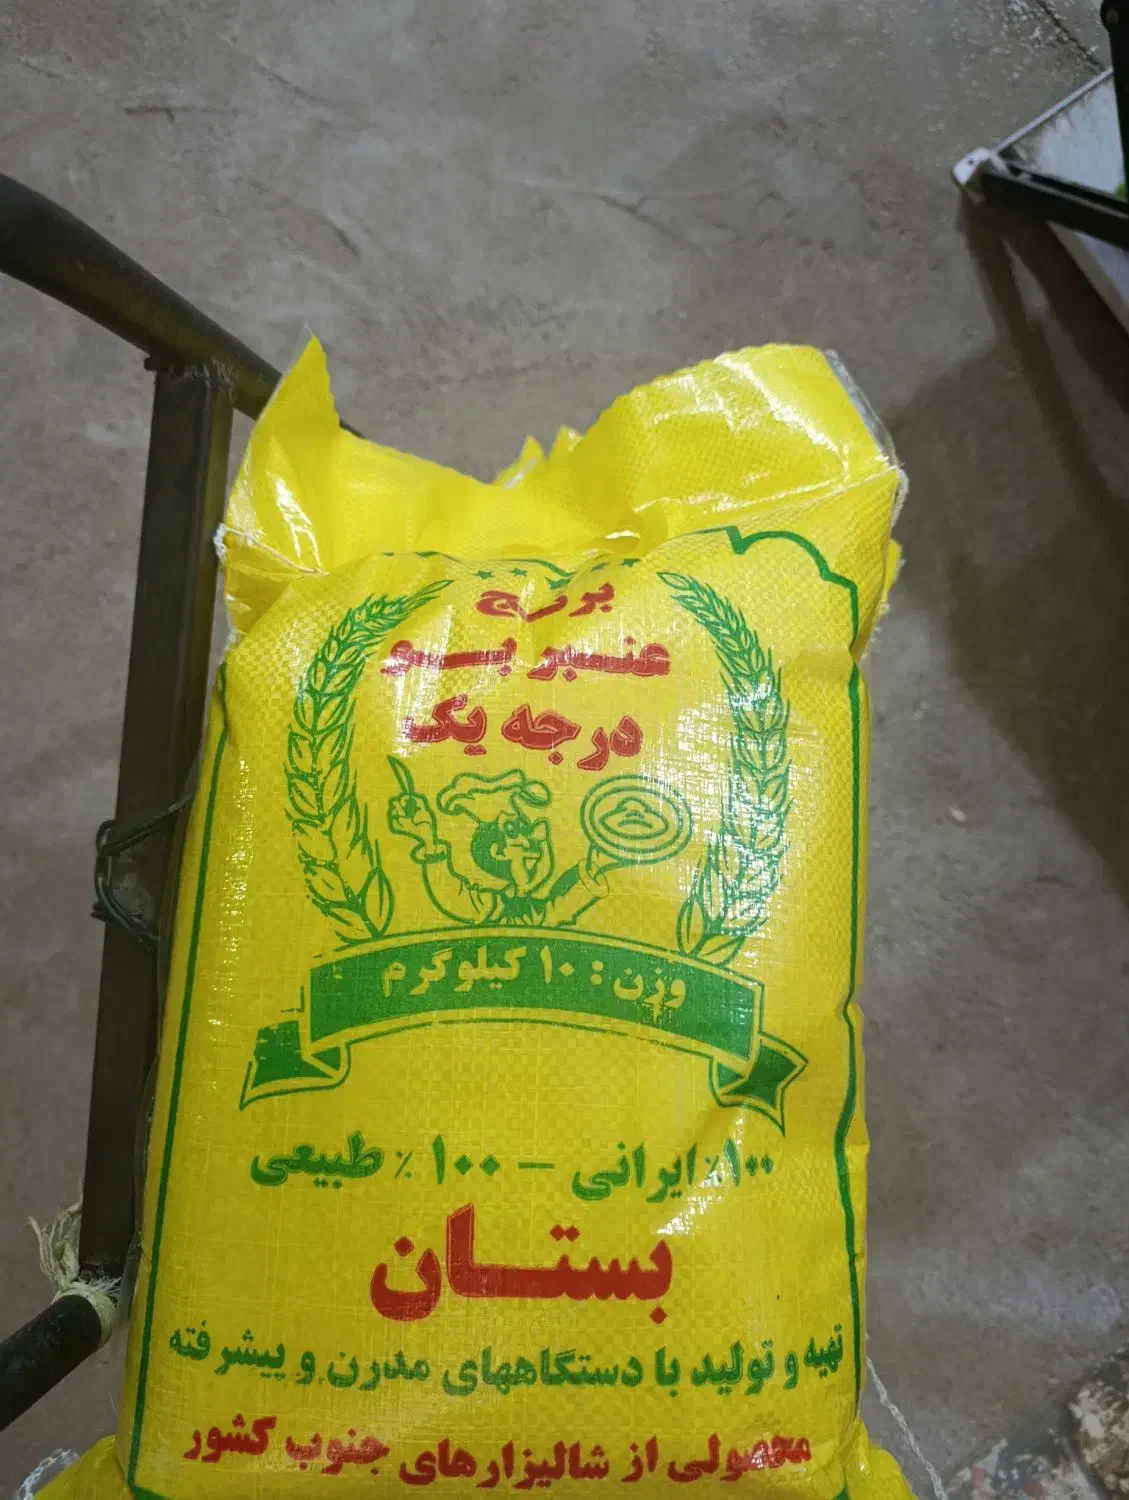 برنج
عنبر بو
درجه یک
وزن : ۱۰ کیلوگرم
۱۰۰٪ ایرانی - ۱۰۰ ٪ طبیعی
بستان
تهیه و تولید با دستگاههای مدرن و پیشرفته
محصولی از شالیزارهای جنوب کشور